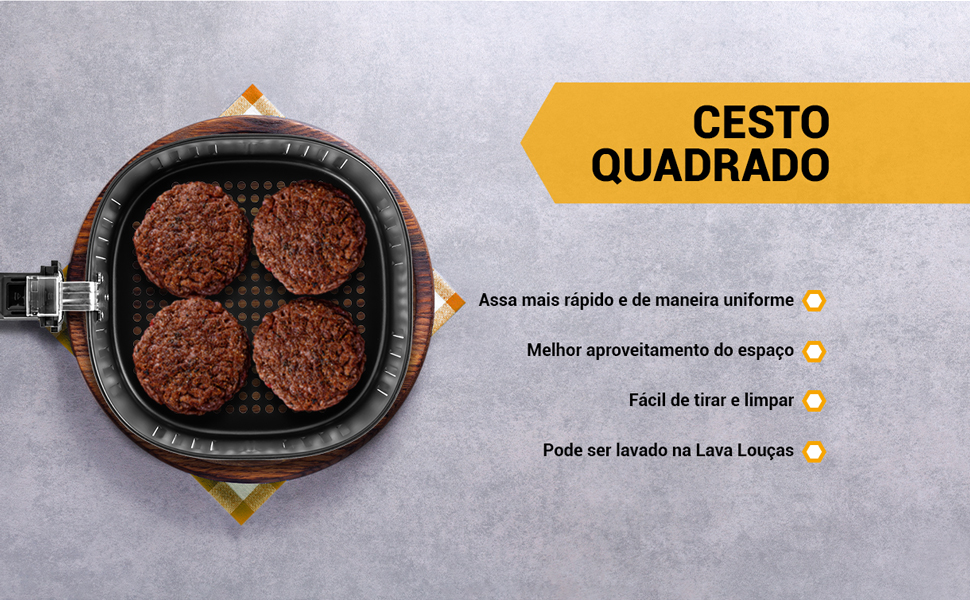 CESTO
QUADRADO
Assa mais rápido e de maneira uniforme
Melhor aproveitamento do espaço
Fácil de tirar e limpar
Pode ser lavado na Lava Louças